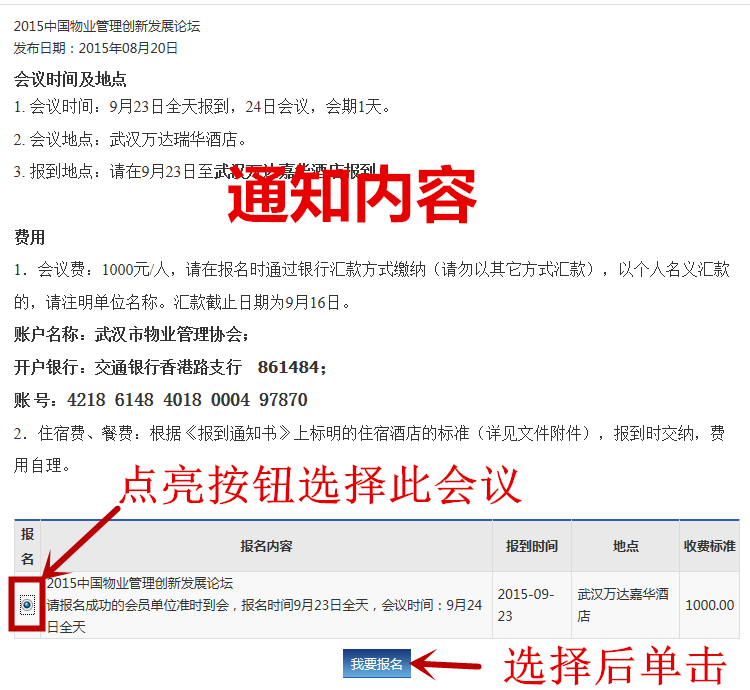 2015中国物业管理创新发展论坛
发布日期：2015年08月20日
会议时间及地点
1. 会议时间：9月23日全天报到，24日会议，会期1天。
2. 会议地点：武汉万达瑞华酒店。
3. 报到地点：请在9月23日至武汉万达嘉华酒店报到
通知内容
费用
1．会议费：1000元/人，请在报名时通过银行汇款方式缴纳（请勿以其它方式汇款），以个人名义汇款
的，请注明单位名称。汇款截止日期为9月16日。
账户名称：武汉市物业管理协会；
开户银行：交通银行香港路支行 861484；
账 号：4218 6148 4018 0004 97870
2．住宿费、餐费：根据《报到通知书》上标明的住宿酒店的标准（详见文件附件），报到时交纳，费
用自理。
点亮按钮选择此会议
报名 报名内容 报到时间 地点 收费标准
2015中国物业管理创新发展论坛
请报名成功的会员单位准时到会，报名时间9月23日全天，会议时间：9月24
日全天
2015-09-
23
武汉万达嘉华酒
店
1000.00
我要报名
选择后单击